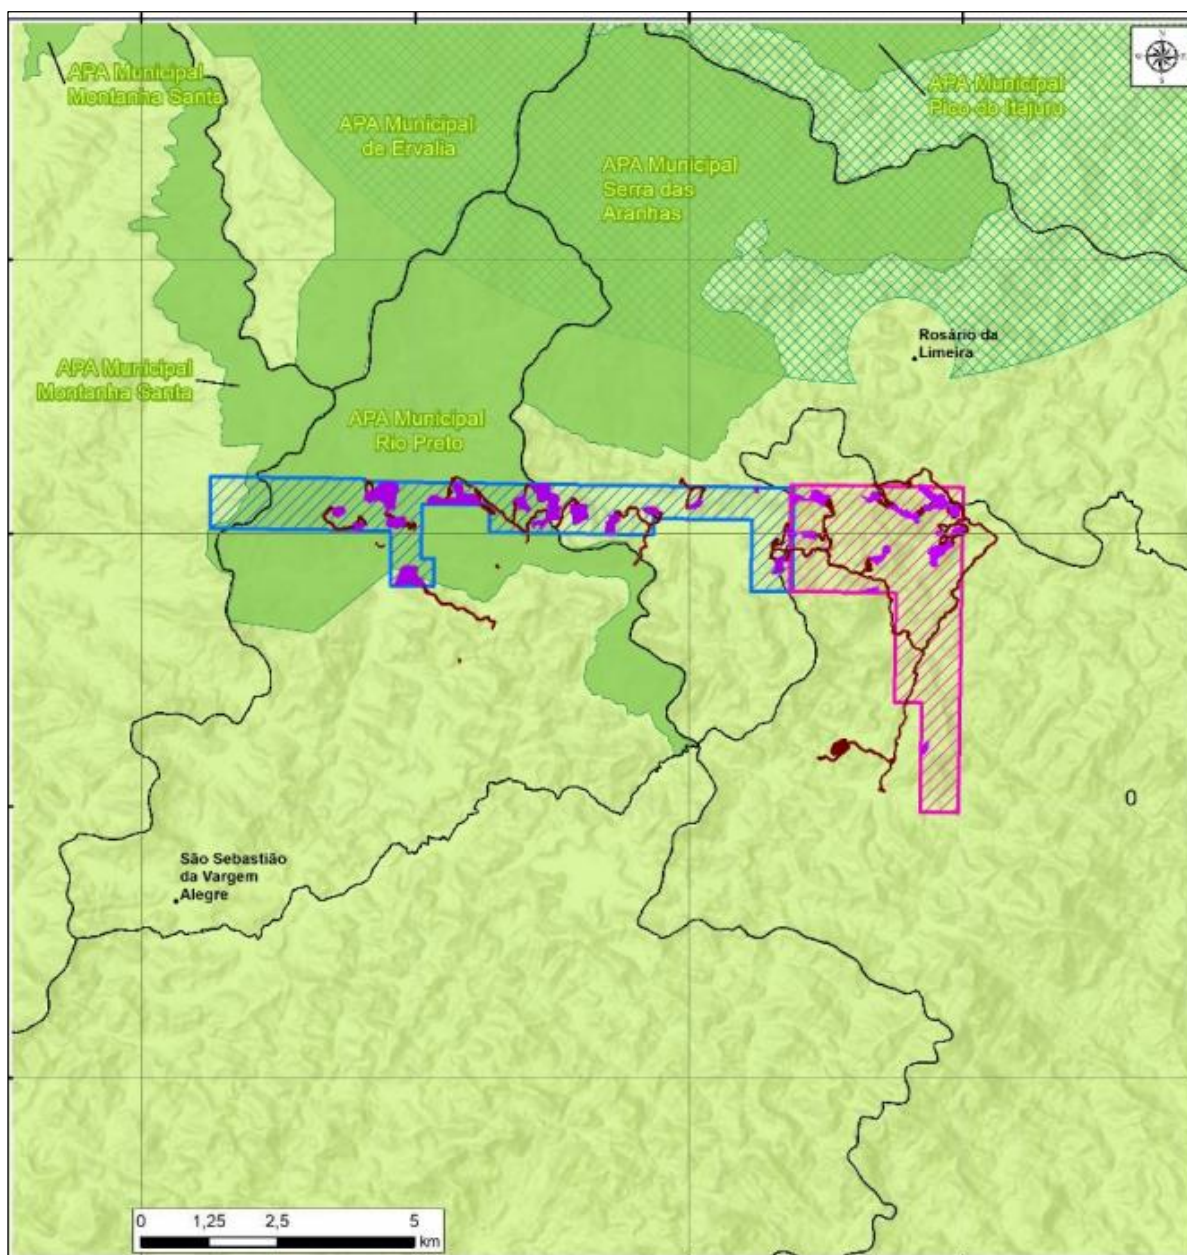 APA Municipal
Montanha Santa
APA Municipal
de Ervalia
APA Municipal
Serra das
Aranhas
APA Municipal
Pico do Itajuru
Rosário da
Limeira
APA Municipal
Montanha Santa
APA Municipal
Rio Preto
0
São Sebastião
da Vargem
Alegre
0 1,25 2,5 5
km